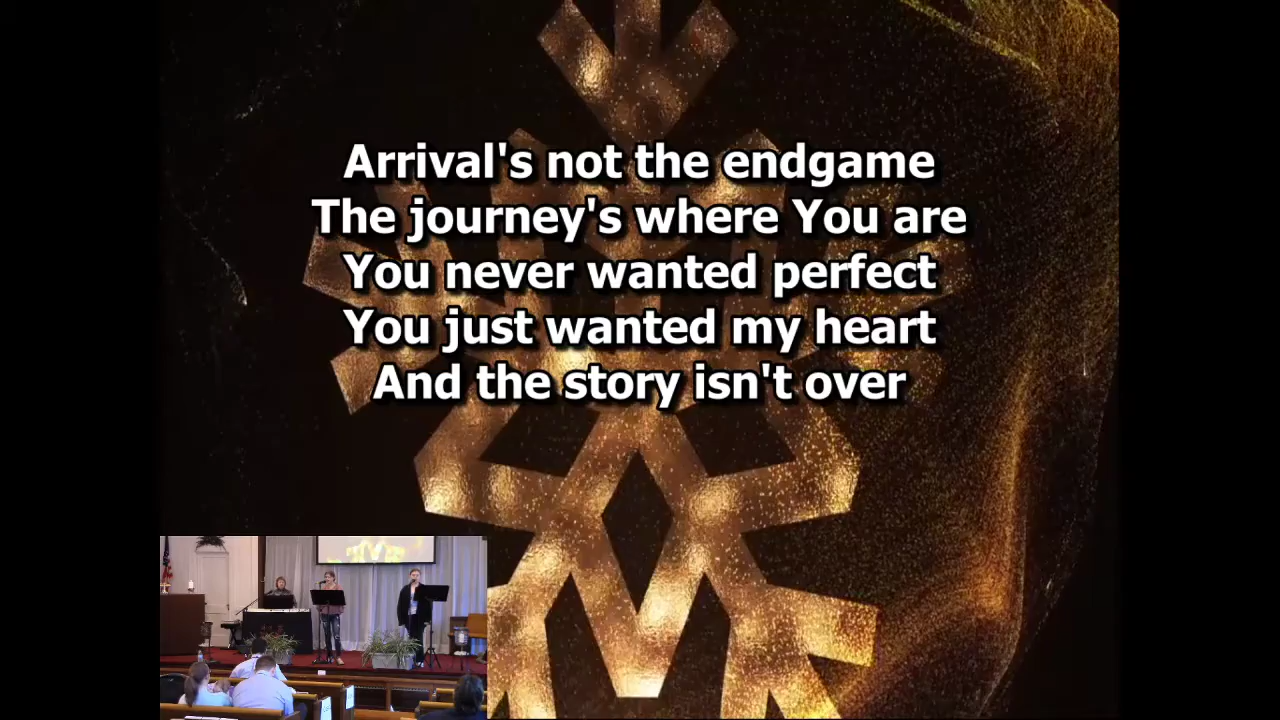 Arrival's not the endgame
The journey's where You are
You never wanted perfect
You just wanted my heart
And the story isn't over